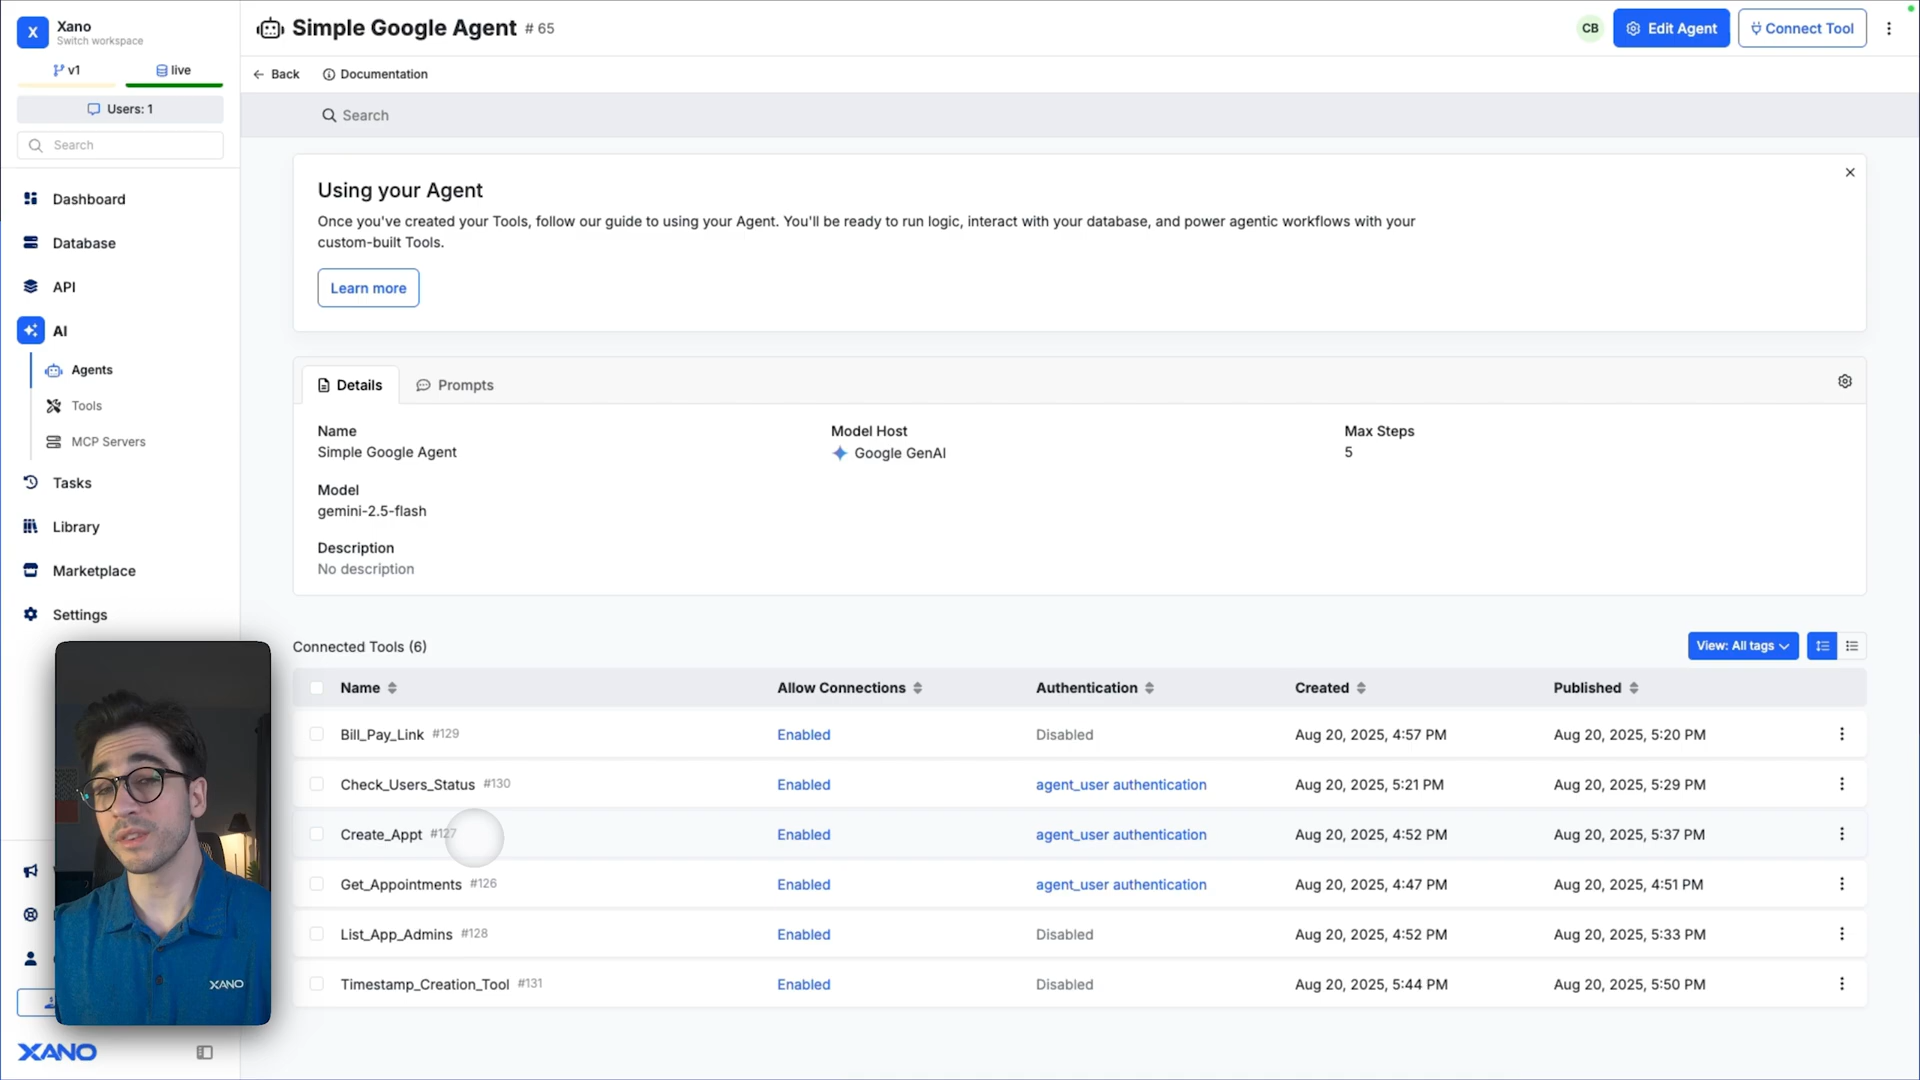 X
Xano
Switch workspace
v1
live
Users: 1
Search
Dashboard
Database
API
AI
Agents
Tools
MCP Servers
Tasks
Library
Marketplace
Settings
XANO
XANO
Simple Google Agent # 65
CB
Edit Agent
Connect Tool
Back
Documentation
Search
Using your Agent
Once you've created your Tools, follow our guide to using your Agent. You'll be ready to run logic, interact with your database, and power agentic workflows with your
custom-built Tools.
Learn more
Details
Prompts
Name
Simple Google Agent
Model Host
Google GenAI
Max Steps
5
Model
gemini-2.5-flash
Description
No description
Connected Tools (6)
View: All tags
Name Allow Connections Authentication Created Published
Bill_Pay_Link #129 Enabled Disabled Aug 20, 2025, 4:57 PM Aug 20, 2025, 5:20 PM
Check_Users_Status #130 Enabled agent_user authentication Aug 20, 2025, 5:21 PM Aug 20, 2025, 5:29 PM
Create_Appt #127 Enabled agent_user authentication Aug 20, 2025, 4:52 PM Aug 20, 2025, 5:37 PM
Get_Appointments #126 Enabled agent_user authentication Aug 20, 2025, 4:47 PM Aug 20, 2025, 4:51 PM
List_App_Admins #128 Enabled Disabled Aug 20, 2025, 4:52 PM Aug 20, 2025, 5:33 PM
Timestamp_Creation_Tool #131 Enabled Disabled Aug 20, 2025, 5:44 PM Aug 20, 2025, 5:50 PM